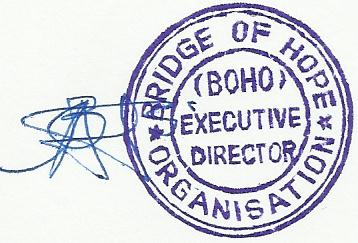 BRIDGE OF HOPE
(BOHO)
EXECUTIVE
DIRECTOR
* ORGANISATION *